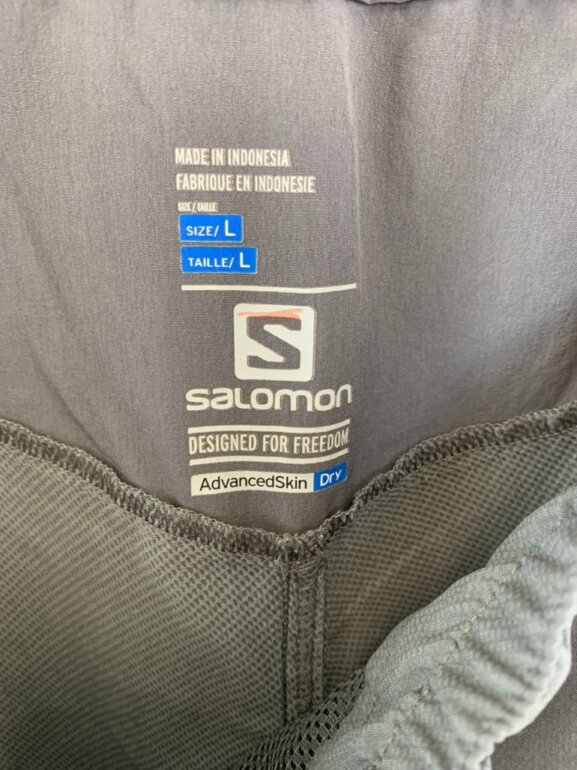 MADE IN INDONESIA
FABRIQUE EN INDONESIE
SIZE / TAILLE
SIZE/ L
TAILLE/ L
S
SALOMON
DESIGNED FOR FREEDOM
AdvancedSkin Dry